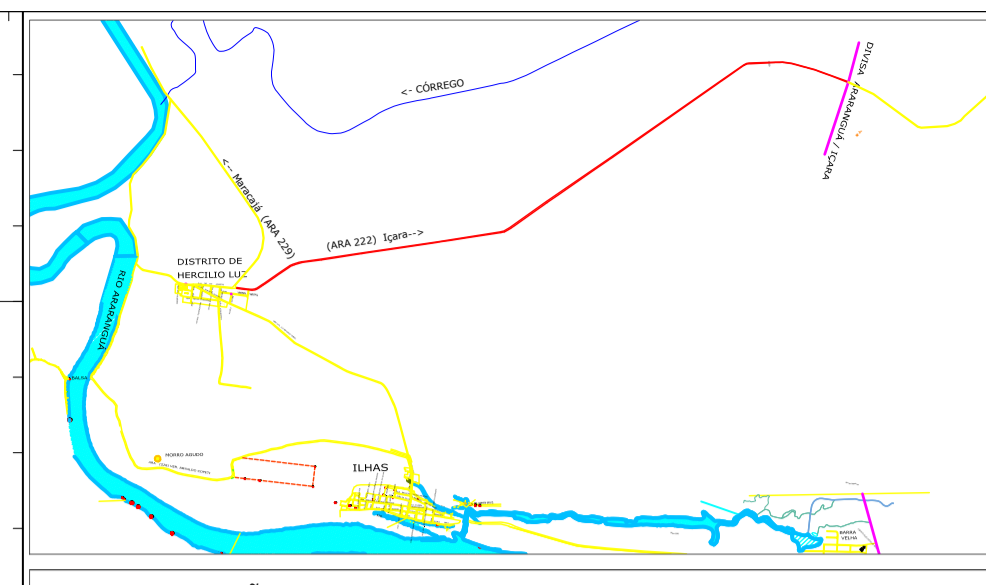 <- CÓRREGO
DIVISA ARARANGUÁ / IÇARA
<-- Maracajá (ARA 229)
(ARA 222) Içara-->
DISTRITO DE
HERCILIO LUZ
RIO ARARANGUÁ
BALSA
MORRO AGUDO
ILHAS
BARRA
VELHA